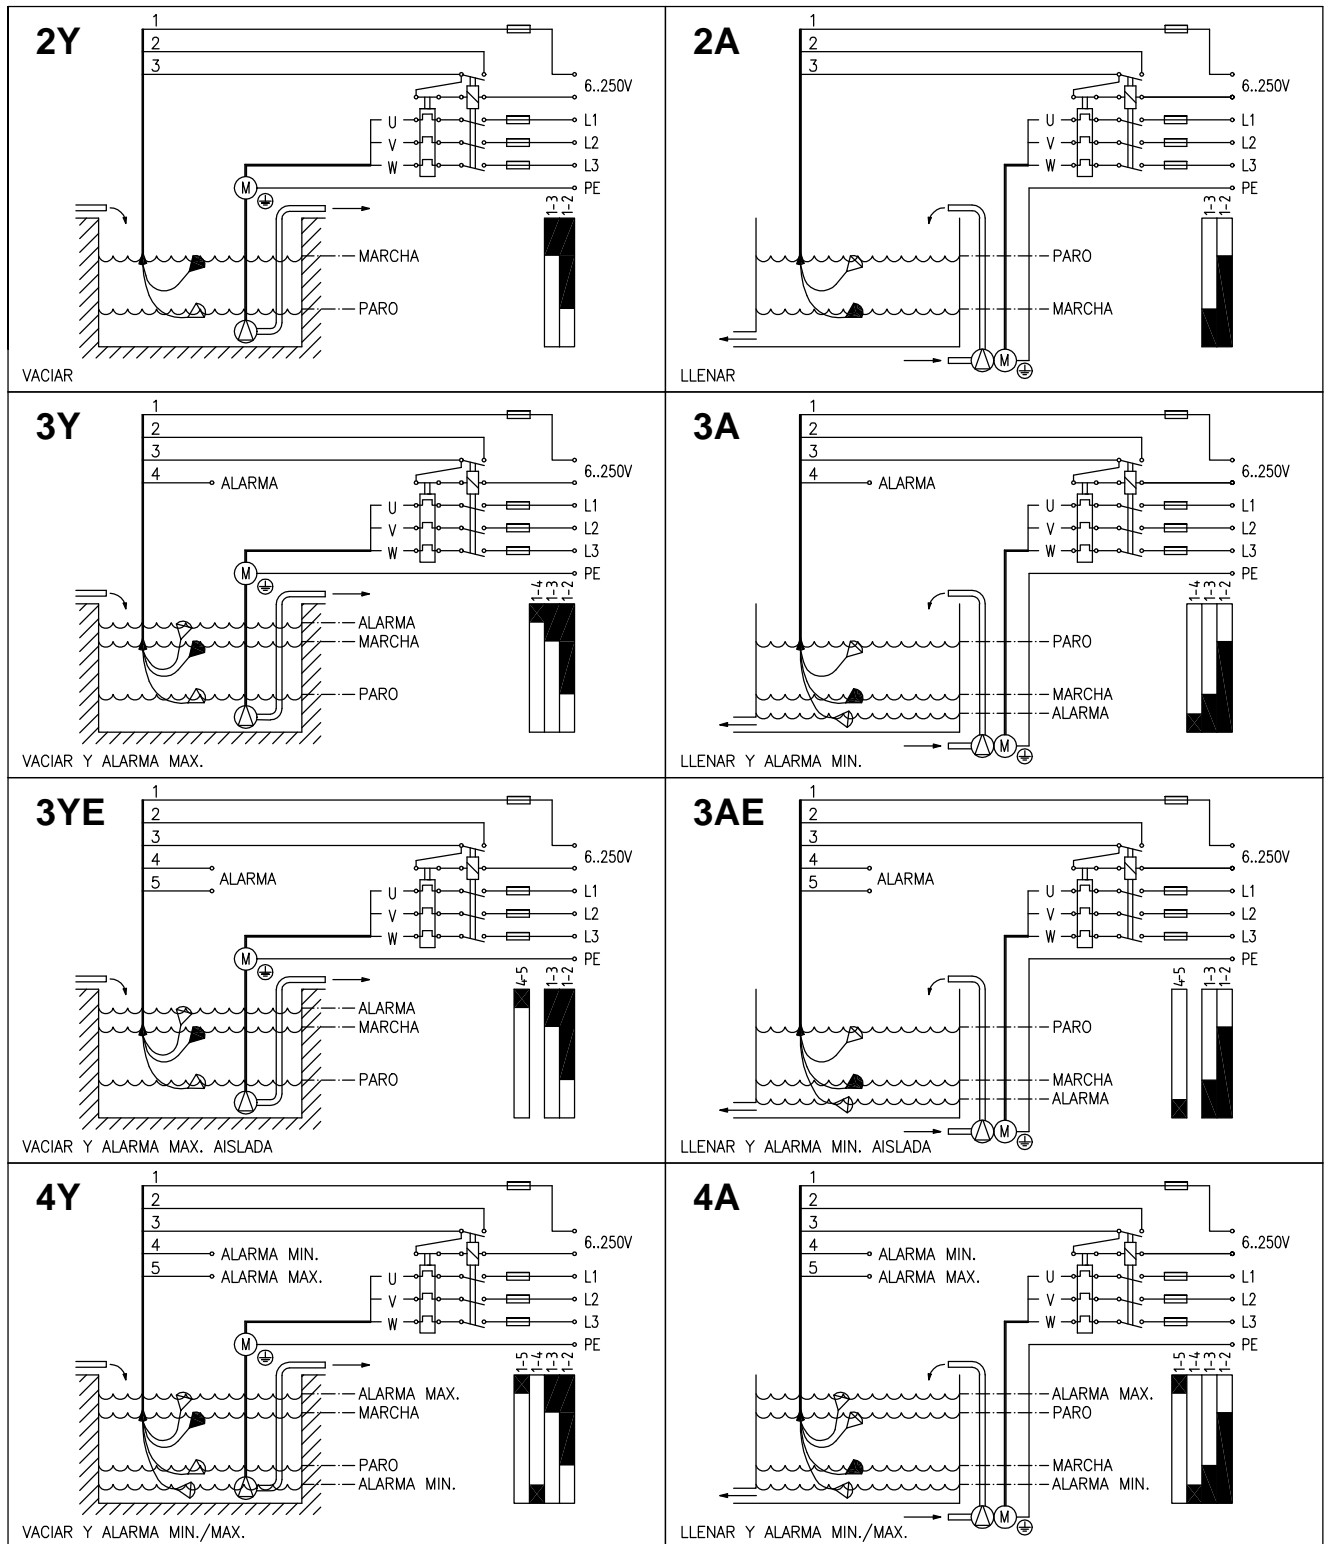 2Y
1
2
3
6..250V
U
L1
V
L2
W
L3
M
PE
1-3
1-2
MARCHA
PARO
VACIAR
2A
1
2
3
6..250V
U
L1
V
L2
W
L3
PE
1-3
1-2
PARO
MARCHA
M
LLENAR
3Y
1
2
3
4
ALARMA
6..250V
U
L1
V
L2
W
L3
M
PE
1-4
1-3
1-2
ALARMA
MARCHA
PARO
VACIAR Y ALARMA MAX.
3A
1
2
3
4
ALARMA
6..250V
U
L1
V
L2
W
L3
PE
1-4
1-3
1-2
PARO
MARCHA
ALARMA
M
LLENAR Y ALARMA MIN.
3YE
1
2
3
4
5
ALARMA
6..250V
U
L1
V
L2
W
L3
M
PE
4-5
1-3
1-2
ALARMA
MARCHA
PARO
VACIAR Y ALARMA MAX. AISLADA
3AE
1
2
3
4
5
ALARMA
6..250V
U
L1
V
L2
W
L3
PE
4-5
1-3
1-2
PARO
MARCHA
ALARMA
M
LLENAR Y ALARMA MIN. AISLADA
4Y
1
2
3
4
ALARMA MIN.
5
ALARMA MAX.
6..250V
U
L1
V
L2
W
L3
M
PE
1-5
1-4
1-3
1-2
ALARMA MAX.
MARCHA
PARO
ALARMA MIN.
VACIAR Y ALARMA MIN./MAX.
4A
1
2
3
4
ALARMA MIN.
5
ALARMA MAX.
6..250V
U
L1
V
L2
W
L3
PE
1-5
1-4
1-3
1-2
ALARMA MAX.
PARO
MARCHA
ALARMA MIN.
M
LLENAR Y ALARMA MIN./MAX.